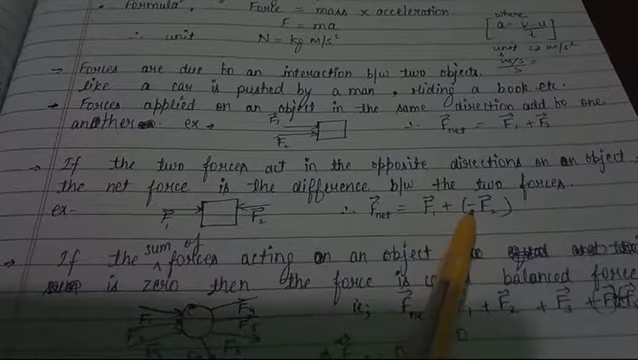 Formula, Force = mass x acceleration
F = ma
where
[a = v-u/t]
∴ unit N = kg m/s²
unit => m/s²
m/s/s =
→ Forces are due to an interaction b/w two objects.
like a car is pushed by a man, sliding a book etc.
→ Forces applied on an object in the same direction add to one
another. ex → F₁ F₂ ∴ F⃗net = F⃗₁ + F⃗₂
→ If the two forces act in the opposite directions on an object
the net force is the difference b/w the two forces.
ex- F⃗₁ F⃗₂ ∴ F⃗net = F⃗₁ + (-F⃗₂)
→ If the sum of forces acting on an object
is zero then the force is balanced force
ie; F⃗₁ + F⃗₂ + F⃗₃ +